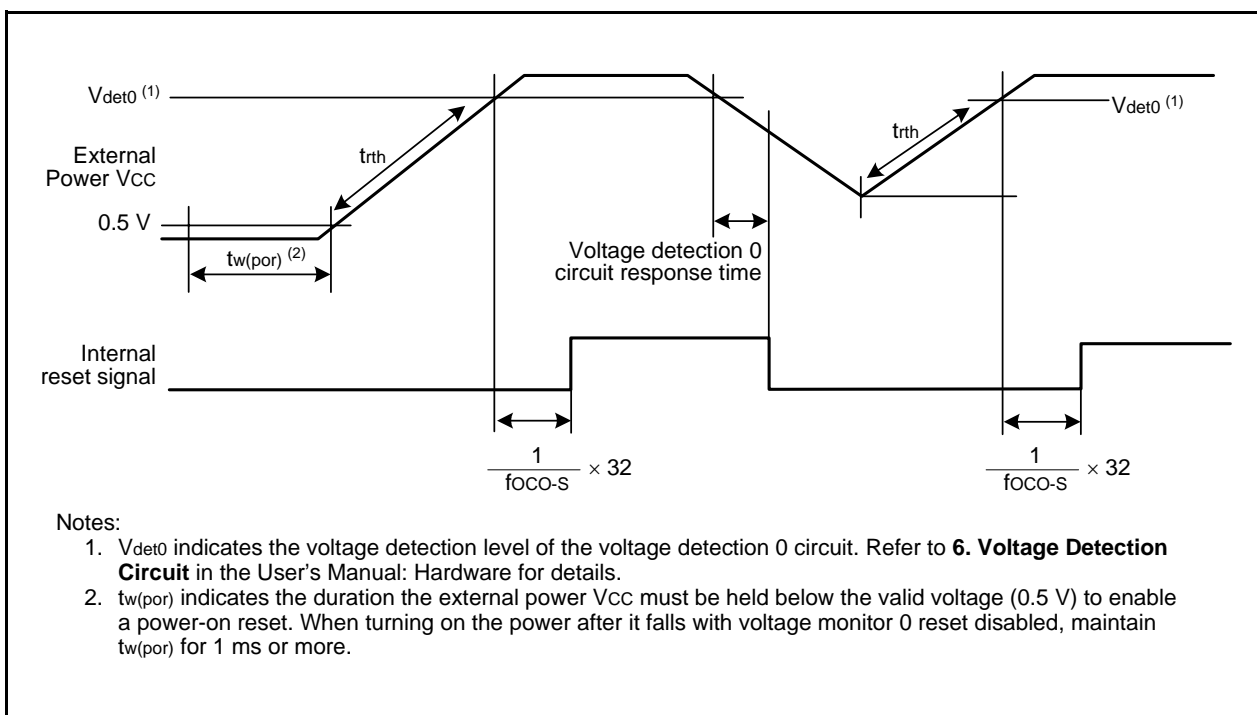 Vdet0 (1)
trth
External
Power VCC
0.5 V
tw(por) (2)
Voltage detection 0
circuit response time
trth
Vdet0 (1)
Internal
reset signal
1
fOCO-S
× 32
1
fOCO-S
× 32
Notes:
1. Vdet0 indicates the voltage detection level of the voltage detection 0 circuit. Refer to 6. Voltage Detection
Circuit in the User's Manual: Hardware for details.
2. tw(por) indicates the duration the external power VCC must be held below the valid voltage (0.5 V) to enable
a power-on reset. When turning on the power after it falls with voltage monitor 0 reset disabled, maintain
tw(por) for 1 ms or more.